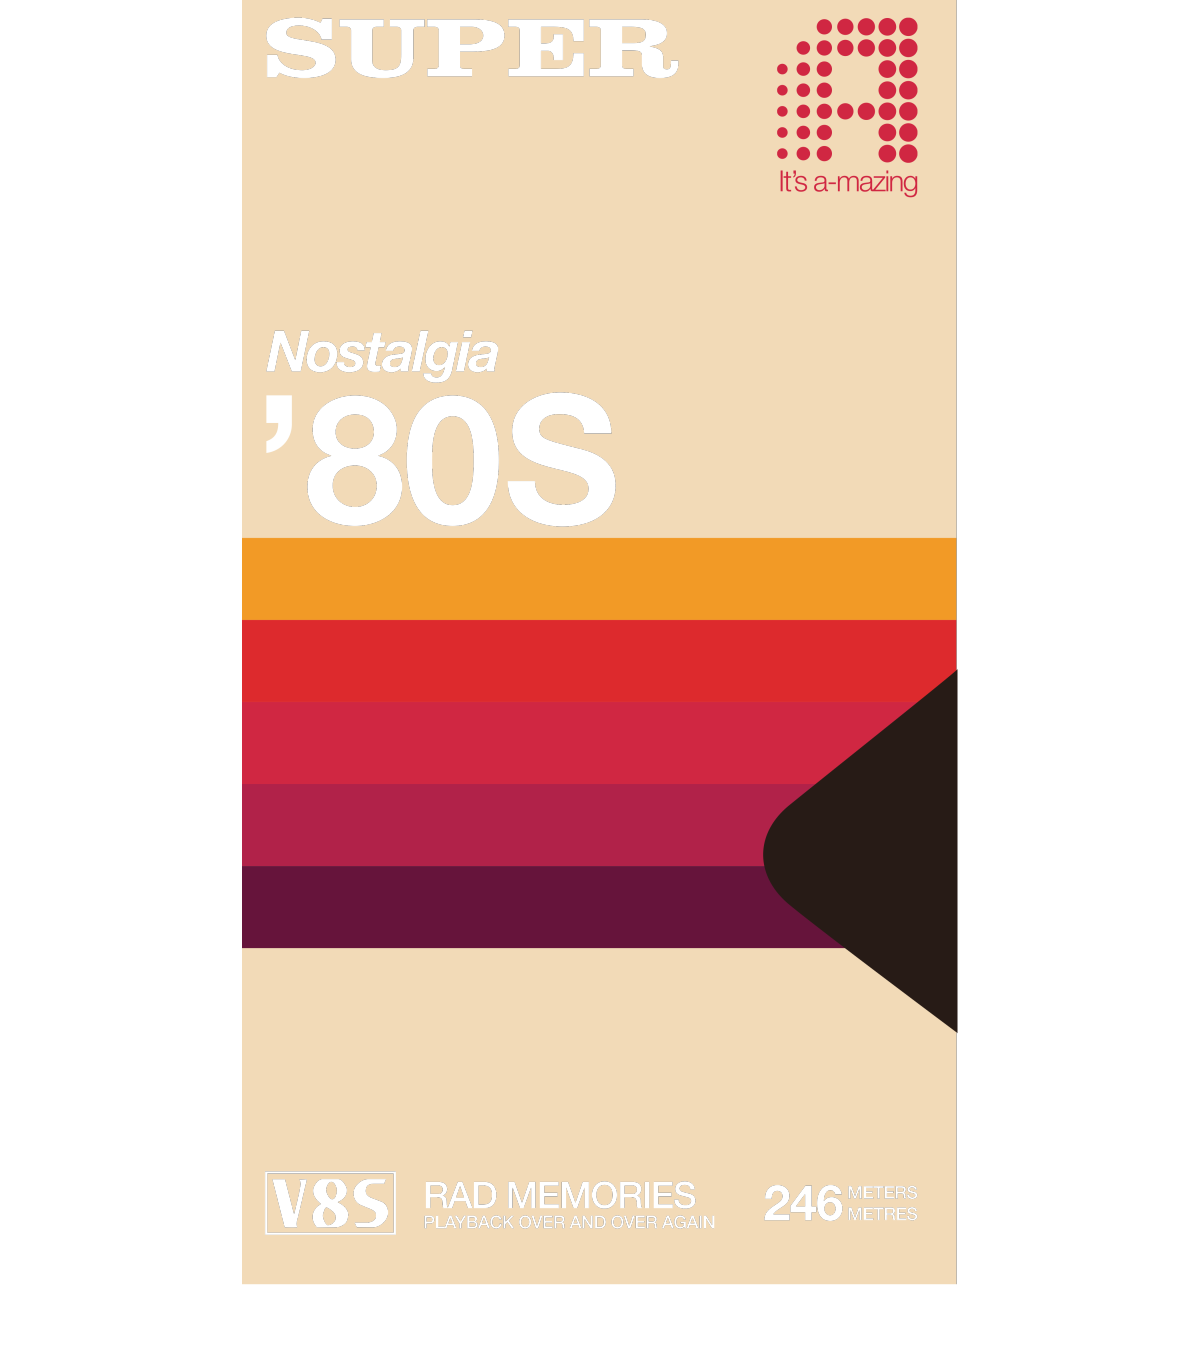 SUPER
A
It's a-mazing
Nostalgia
’80S
V8S
RAD MEMORIES
PLAYBACK OVER AND OVER AGAIN
246 METERS
METRES